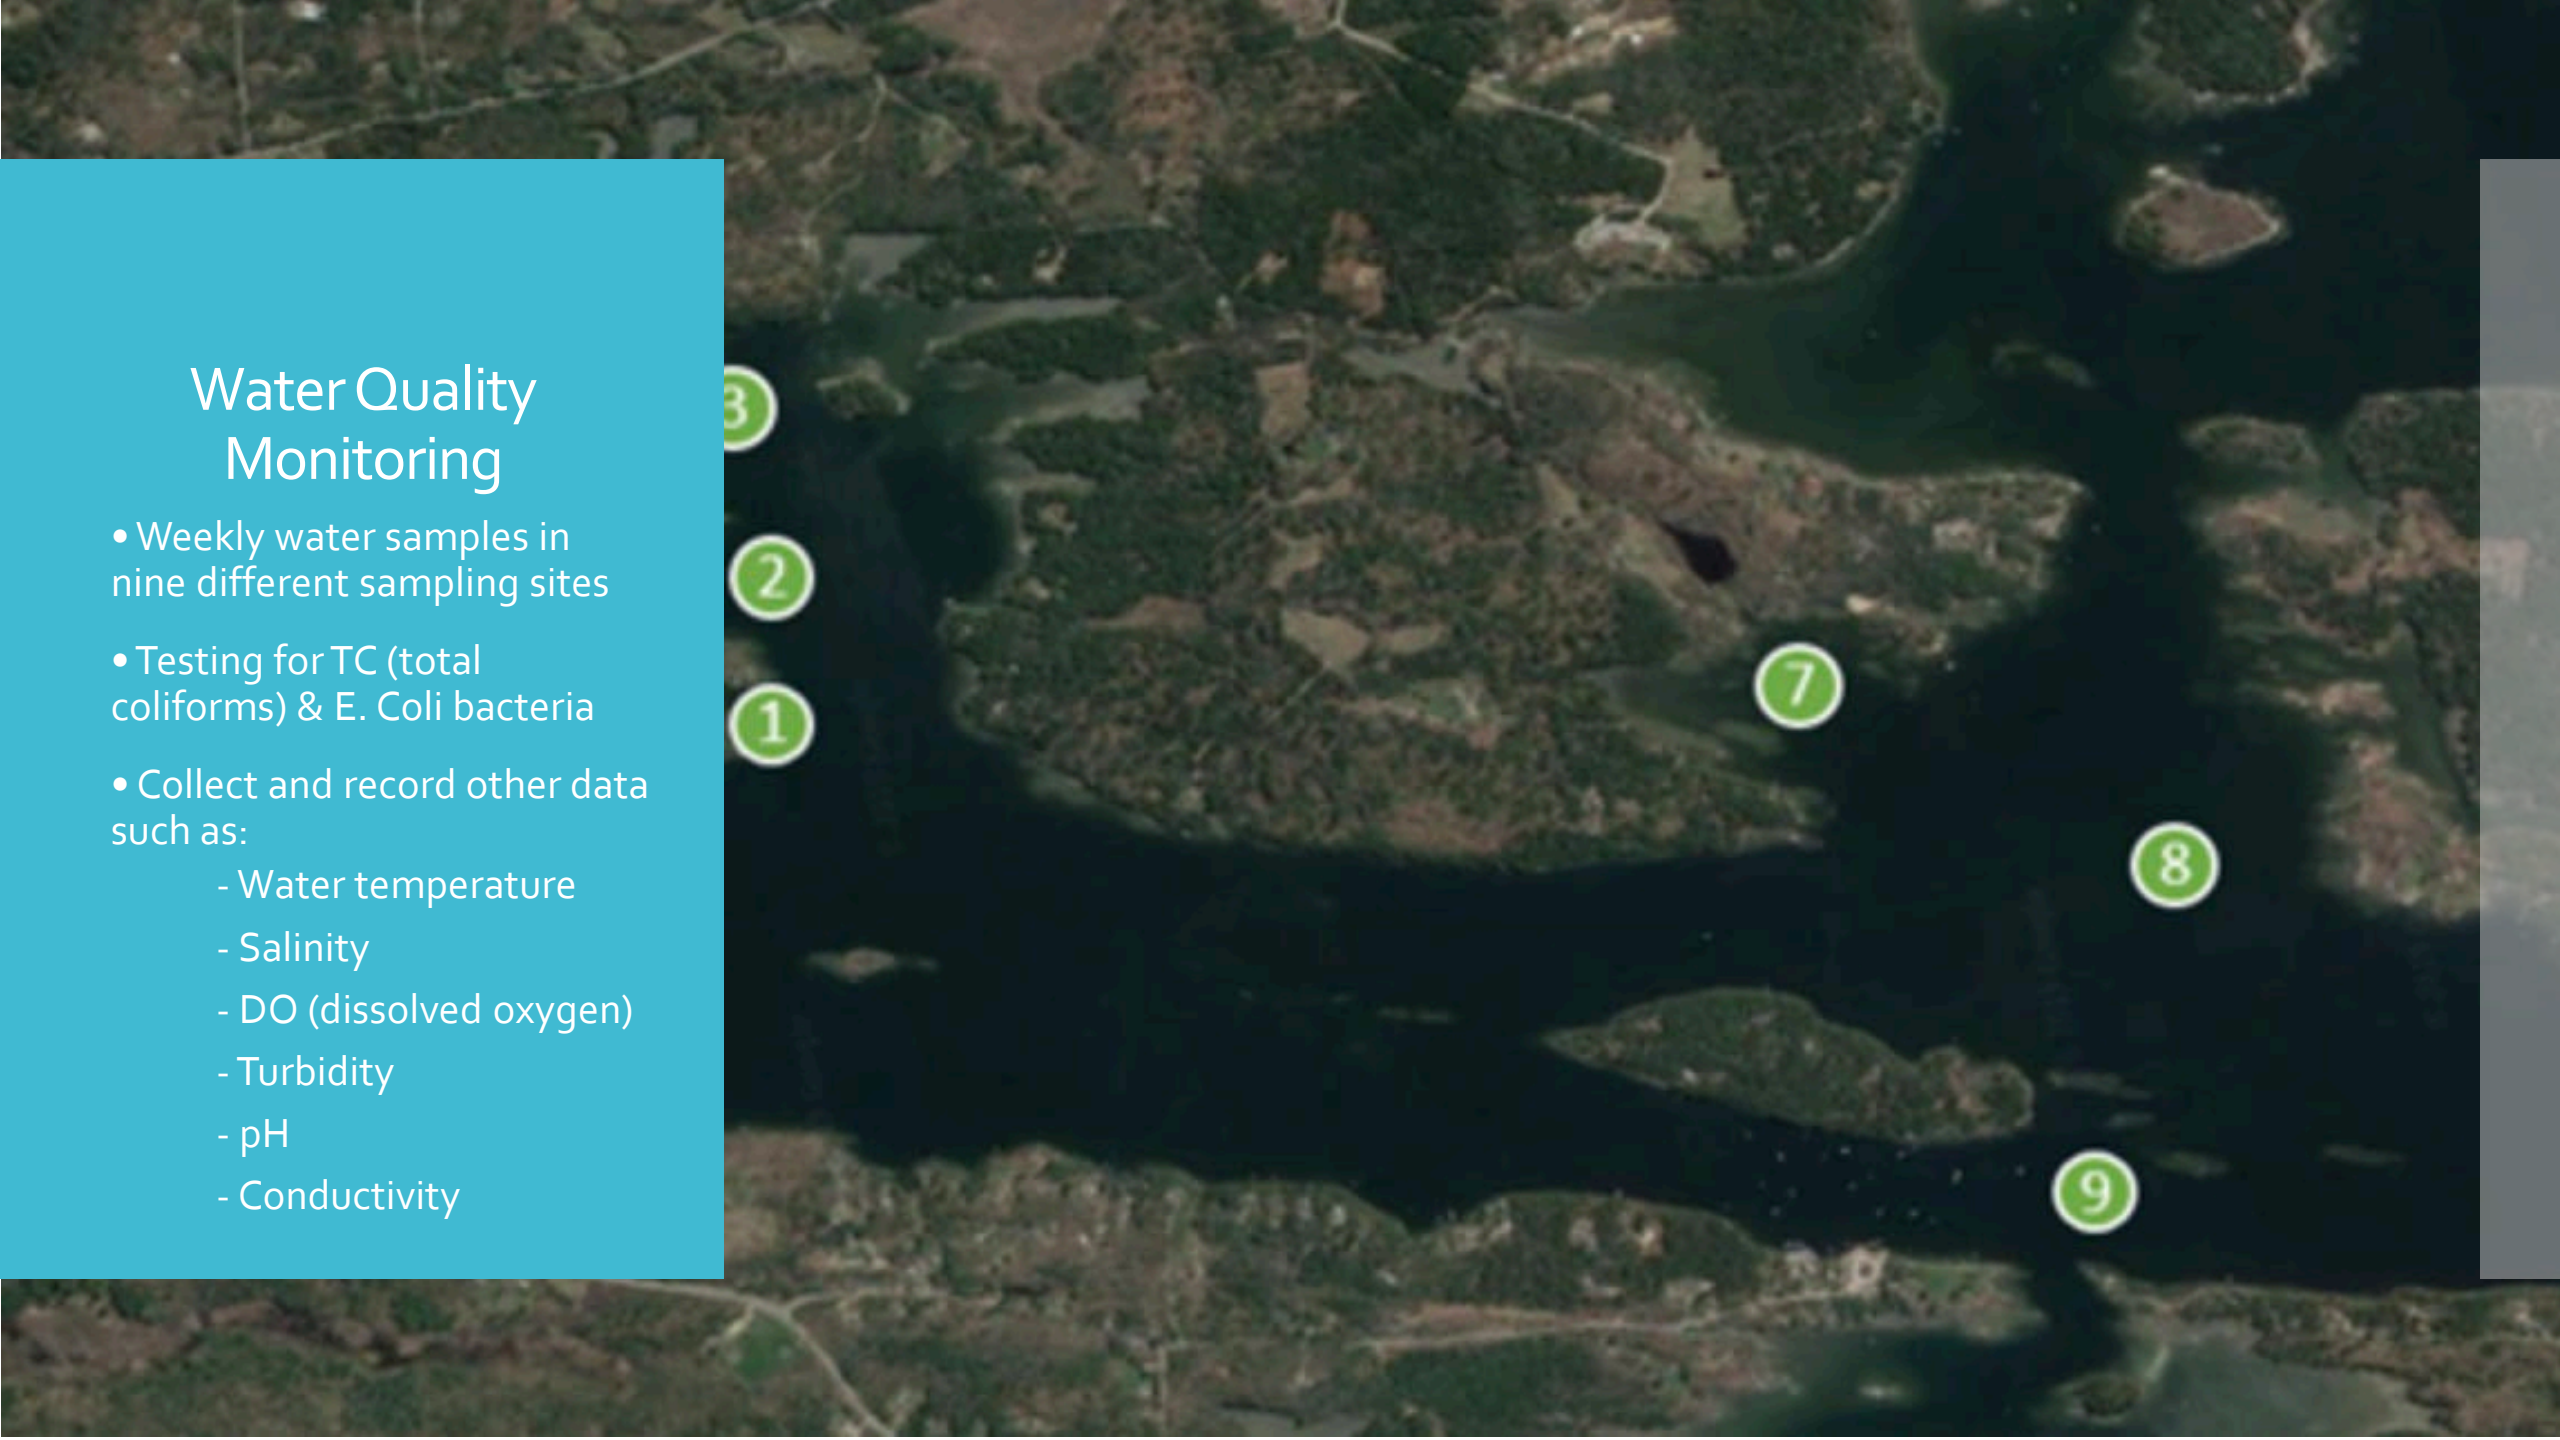 Water Quality
Monitoring
• Weekly water samples in
nine different sampling sites
• Testing for TC (total
coliforms) & E. Coli bacteria
• Collect and record other data
such as:
- Water temperature
- Salinity
- DO (dissolved oxygen)
- Turbidity
- pH
- Conductivity
3
2
1
7
8
9